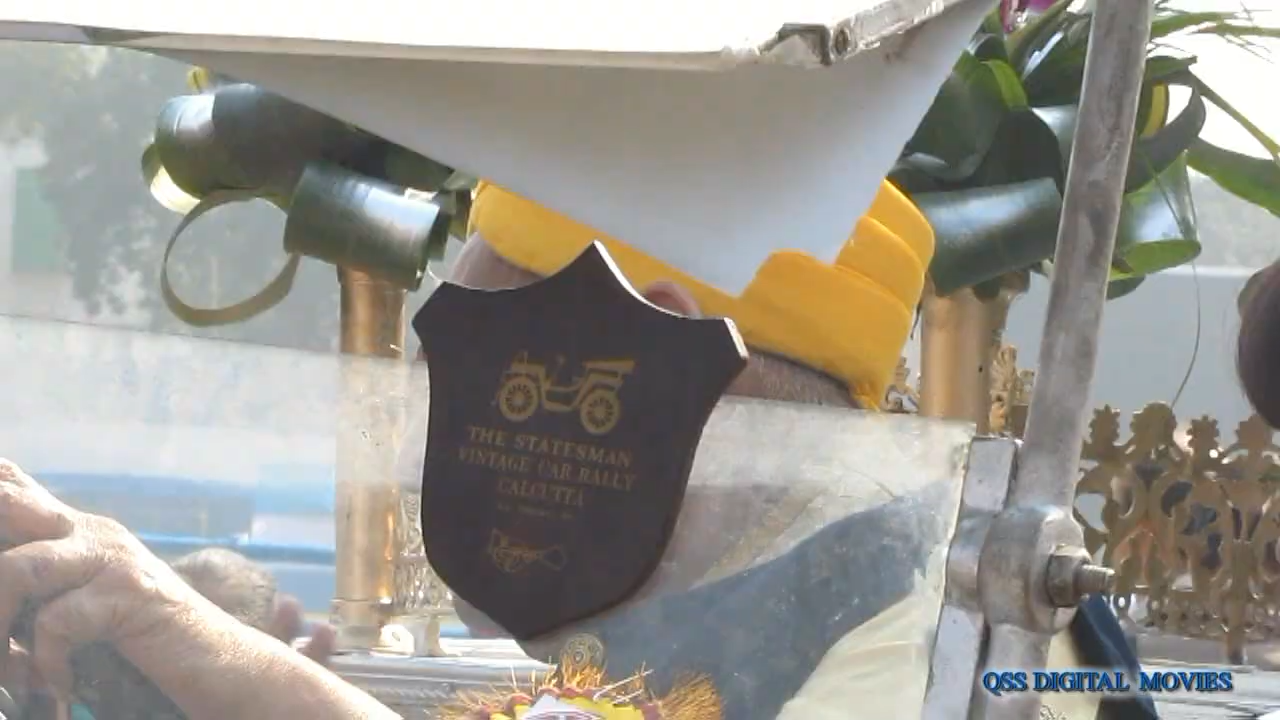 THE STATESMAN
VINTAGE CAR RALLY
CALCUTTA
QSS DIGITAL MOVIES